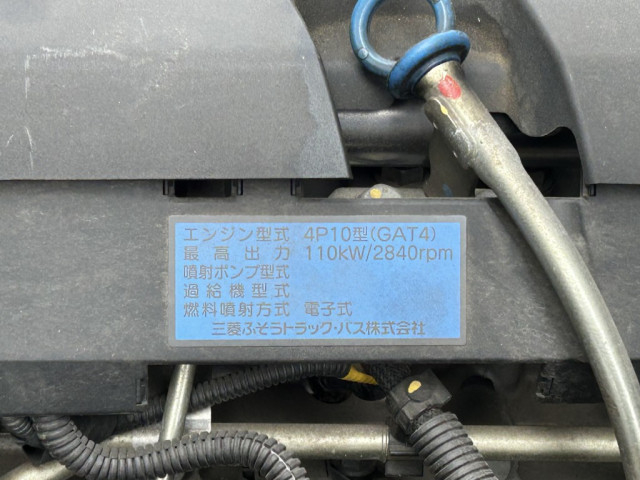 エンジン型式 4P10型(GAT4)
最高出力 110kW/2840rpm
噴射ポンプ型式
過給機型式
燃料噴射方式 電子式
三菱ふそうトラック・バス株式会社